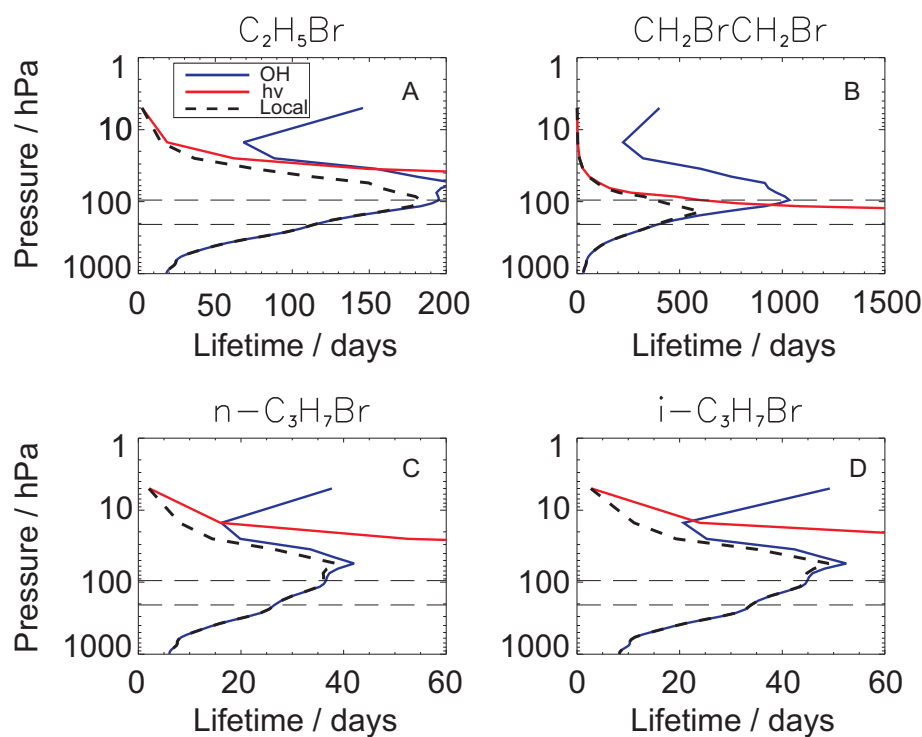 C₂H₅Br
CH₂BrCH₂Br
Pressure / hPa
1
10
100
1000
OH
hν
Local
A
0
50
100
150
200
Lifetime / days
1
10
100
1000
B
0
500
1000
1500
Lifetime / days
n-C₃H₇Br
i-C₃H₇Br
Pressure / hPa
1
10
100
1000
C
0
20
40
60
Lifetime / days
1
10
100
1000
D
0
20
40
60
Lifetime / days